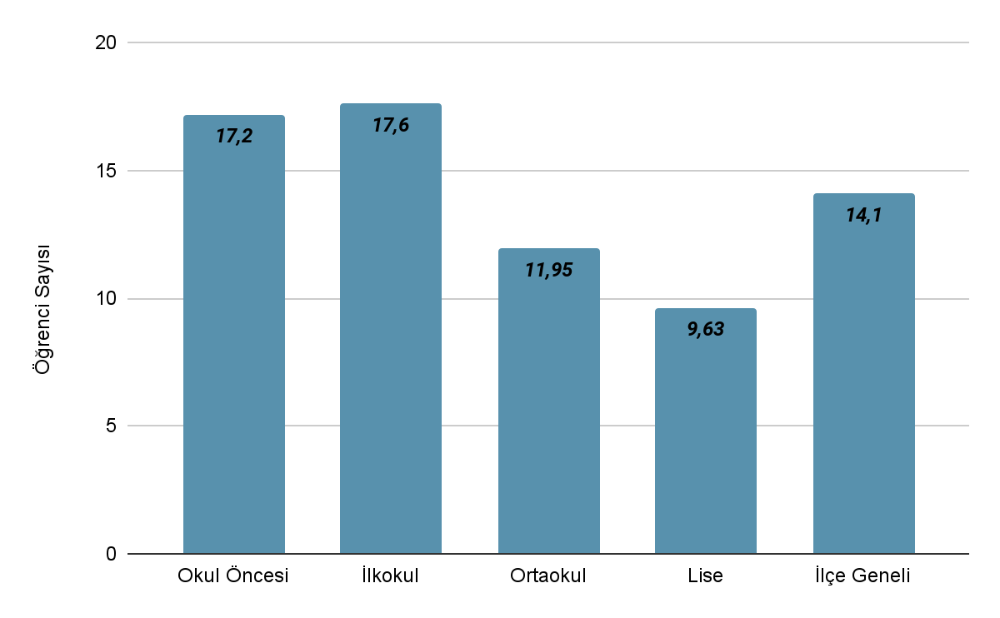 20
15
10
5
0
Öğrenci Sayısı
17,2
17,6
11,95
9,63
14,1
Okul Öncesi
İlkokul
Ortaokul
Lise
İlçe Geneli